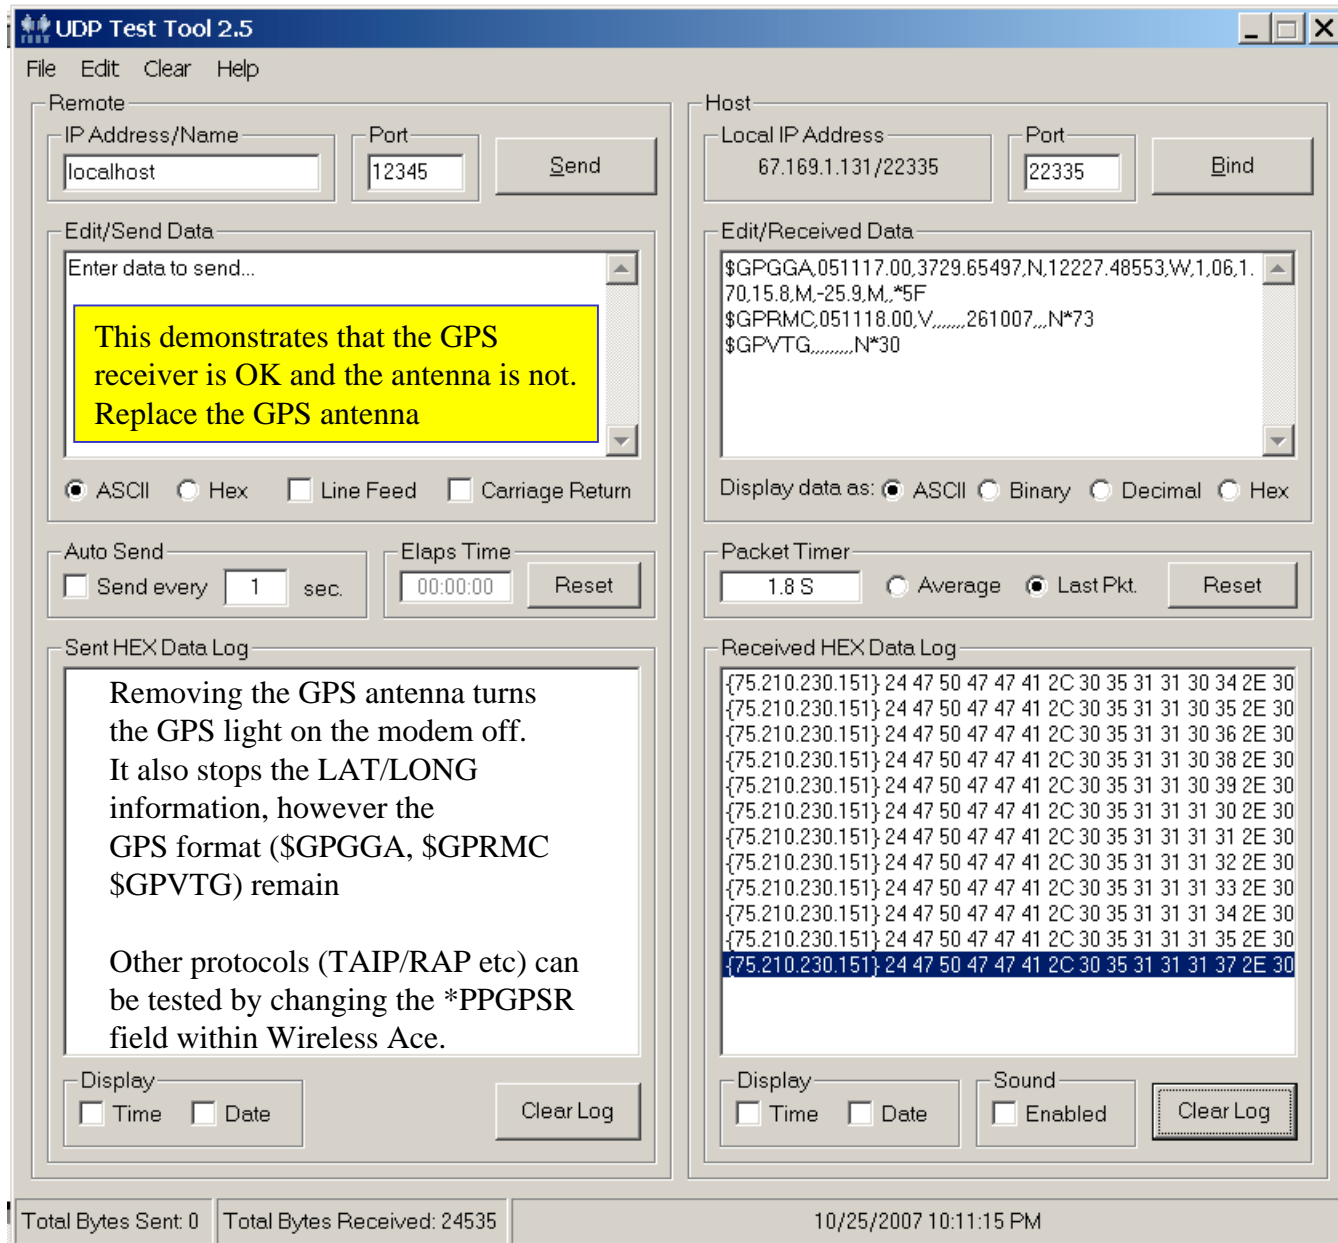 UDP Test Tool 2.5
File Edit Clear Help
Remote
IP Address/Name
localhost
Port
12345
Send
Edit/Send Data
Enter data to send...
This demonstrates that the GPS
receiver is OK and the antenna is not.
Replace the GPS antenna
ASCII Hex Line Feed Carriage Return
Auto Send
Send every 1 sec.
Elaps Time
00:00:00 Reset
Sent HEX Data Log
Removing the GPS antenna turns
the GPS light on the modem off.
It also stops the LAT/LONG
information, however the
GPS format ($GPGGA, $GPRMC
$GPVTG) remain
Other protocols (TAIP/RAP etc) can
be tested by changing the *PPGPSR
field within Wireless Ace.
Display
Time Date
Clear Log
Host
Local IP Address
67.169.1.131/22335
Port
22335
Bind
Edit/Received Data
$GPGGA,051117.00,3729.65497,N,12227.48553,W,1,06,1.
70,15.8,M,-25.9,M,,*5F
$GPRMC,051118.00,V,,,,,,,261007,,,N*73
$GPVTG,,,,,,,,,N*30
Display data as: ASCII Binary Decimal Hex
Packet Timer
1.8 S Average Last Pkt. Reset
Received HEX Data Log
{75.210.230.151} 24 47 50 47 47 41 2C 30 35 31 31 30 34 2E 30
{75.210.230.151} 24 47 50 47 47 41 2C 30 35 31 31 30 35 2E 30
{75.210.230.151} 24 47 50 47 47 41 2C 30 35 31 31 30 36 2E 30
{75.210.230.151} 24 47 50 47 47 41 2C 30 35 31 31 30 38 2E 30
{75.210.230.151} 24 47 50 47 47 41 2C 30 35 31 31 30 39 2E 30
{75.210.230.151} 24 47 50 47 47 41 2C 30 35 31 31 31 30 2E 30
{75.210.230.151} 24 47 50 47 47 41 2C 30 35 31 31 31 31 2E 30
{75.210.230.151} 24 47 50 47 47 41 2C 30 35 31 31 31 32 2E 30
{75.210.230.151} 24 47 50 47 47 41 2C 30 35 31 31 31 33 2E 30
{75.210.230.151} 24 47 50 47 47 41 2C 30 35 31 31 31 34 2E 30
{75.210.230.151} 24 47 50 47 47 41 2C 30 35 31 31 31 35 2E 30
{75.210.230.151} 24 47 50 47 47 41 2C 30 35 31 31 31 37 2E 30
Display
Time Date
Sound
Enabled
Clear Log
Total Bytes Sent: 0 Total Bytes Received: 24535 10/25/2007 10:11:15 PM